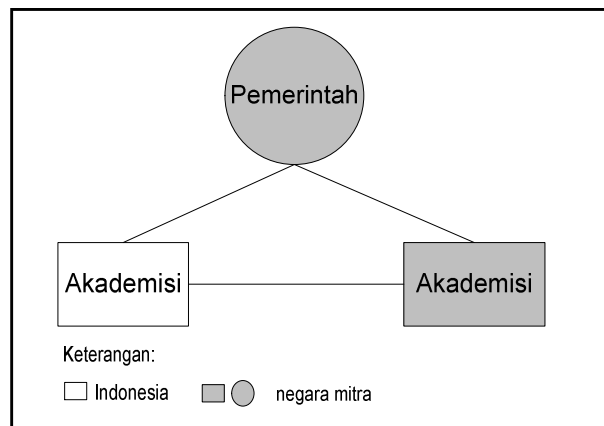 Pemerintah
Akademisi Akademisi
Keterangan:
Indonesia negara mitra